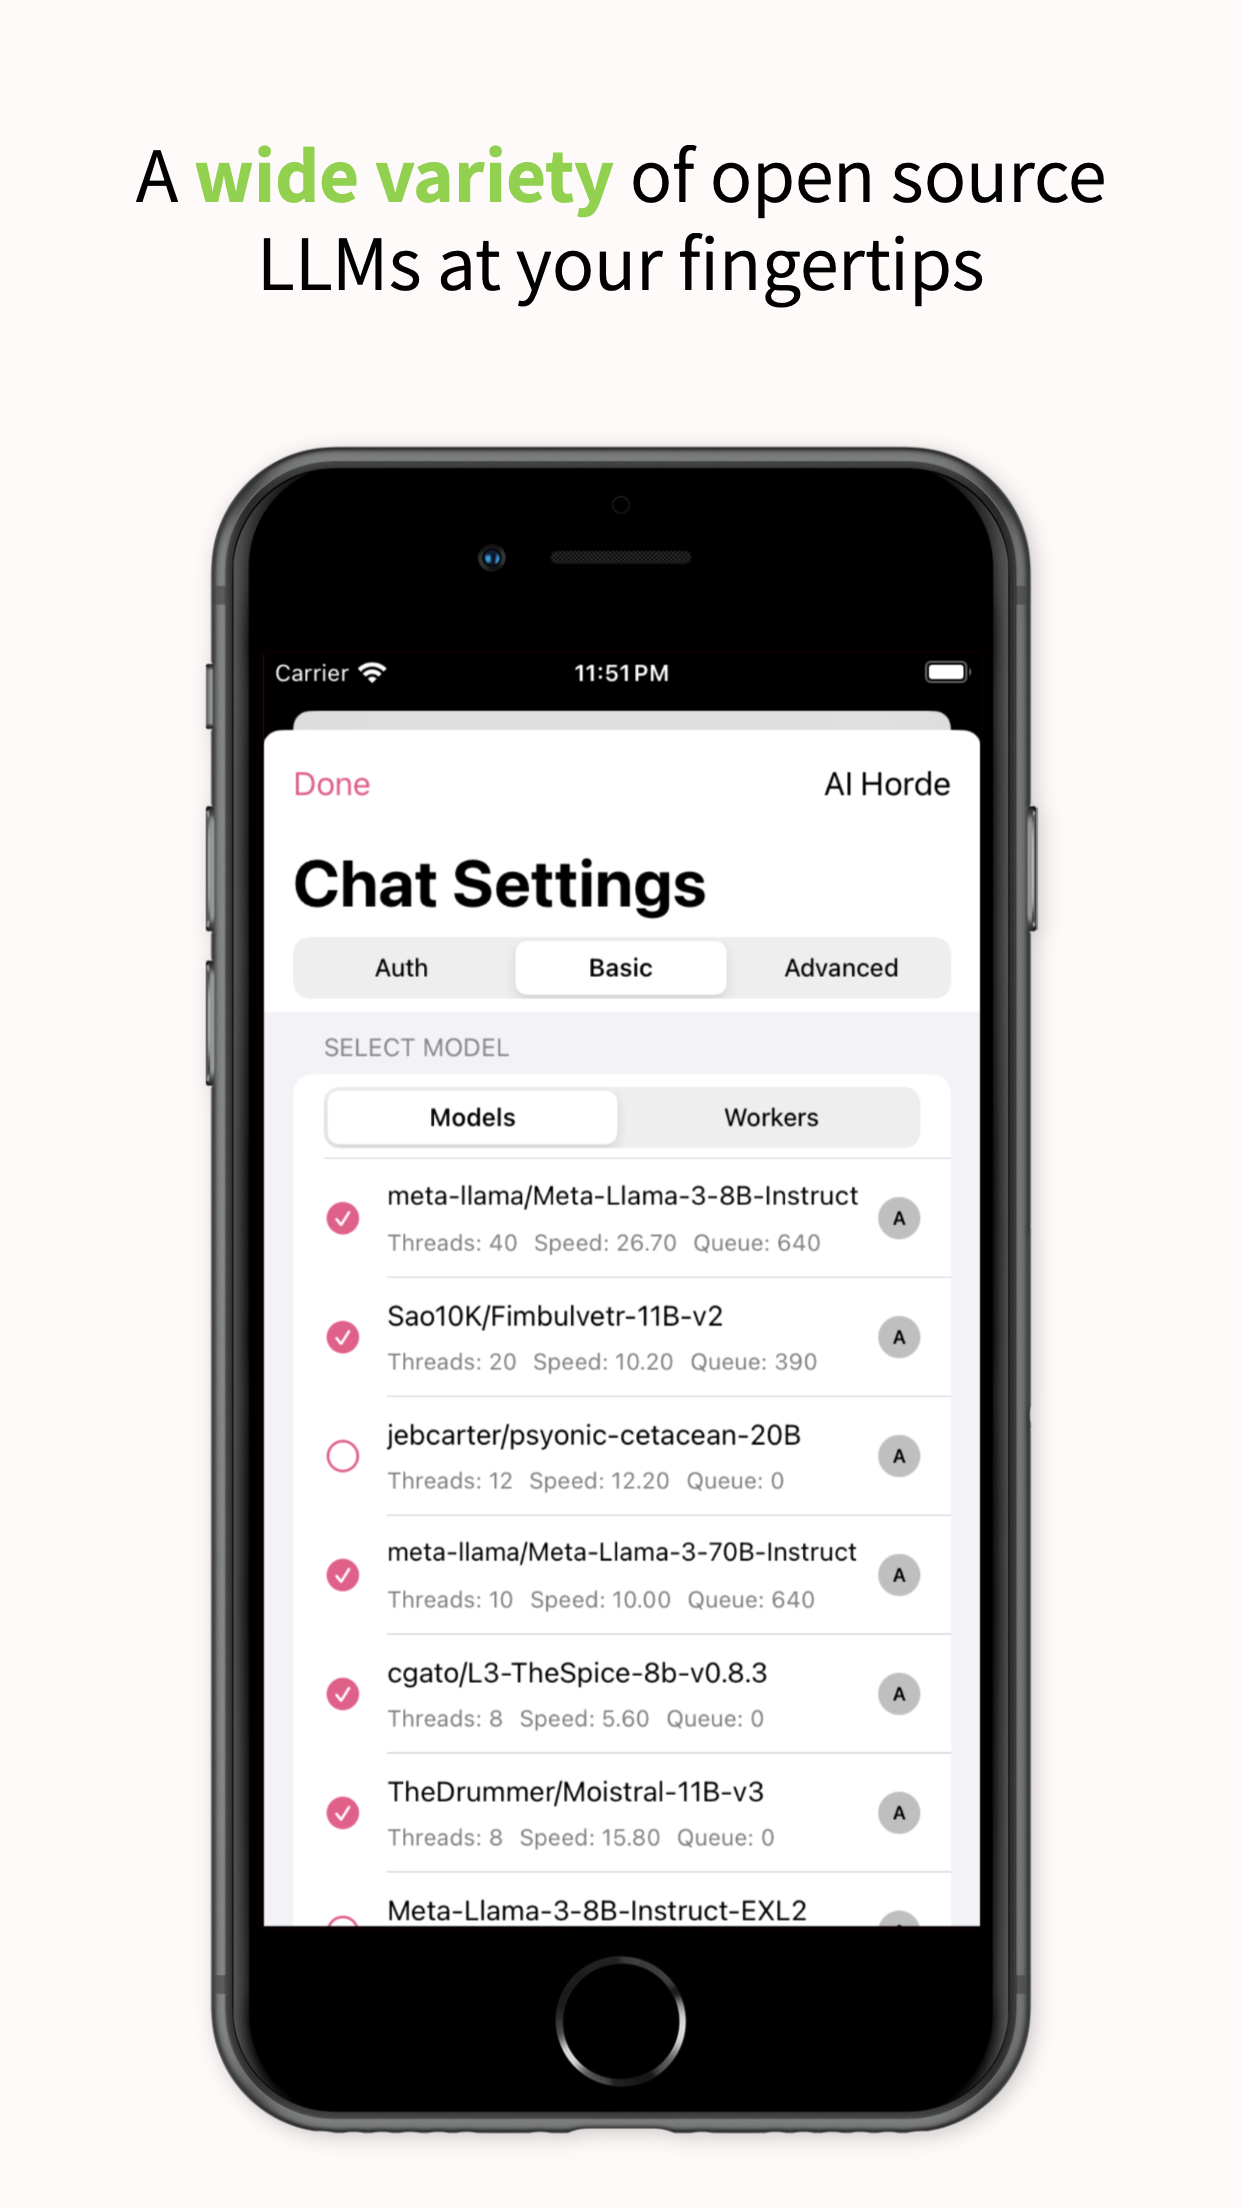 A wide variety of open source
LLMs at your fingertips
Carrier 11:51 PM
Done AI Horde
Chat Settings
Auth Basic Advanced
SELECT MODEL
Models Workers
meta-llama/Meta-Llama-3-8B-Instruct
A
Threads: 40 Speed: 26.70 Queue: 640
Sao10K/Fimbulvetr-11B-v2
A
Threads: 20 Speed: 10.20 Queue: 390
jebcarter/psyonic-cetacean-20B
A
Threads: 12 Speed: 12.20 Queue: 0
meta-llama/Meta-Llama-3-70B-Instruct
A
Threads: 10 Speed: 10.00 Queue: 640
cgato/L3-TheSpice-8b-v0.8.3
A
Threads: 8 Speed: 5.60 Queue: 0
TheDrummer/Moistral-11B-v3
A
Threads: 8 Speed: 15.80 Queue: 0
Meta-Llama-3-8B-Instruct-EXL2